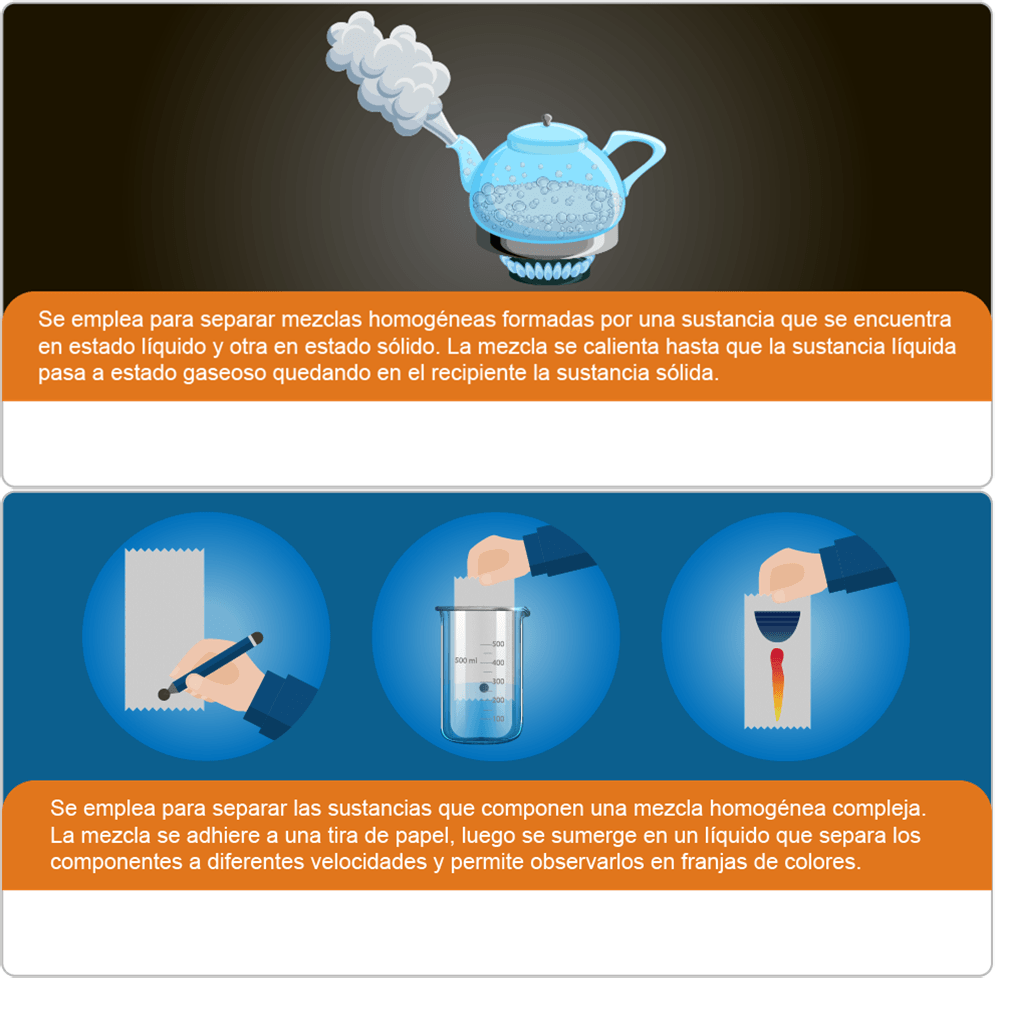 Se emplea para separar mezclas homogéneas formadas por una sustancia que se encuentra
en estado líquido y otra en estado sólido. La mezcla se calienta hasta que la sustancia líquida
pasa a estado gaseoso quedando en el recipiente la sustancia sólida.
500
500 ml
400
300
200
100
Se emplea para separar las sustancias que componen una mezcla homogénea compleja.
La mezcla se adhiere a una tira de papel, luego se sumerge en un líquido que separa los
componentes a diferentes velocidades y permite observarlos en franjas de colores.